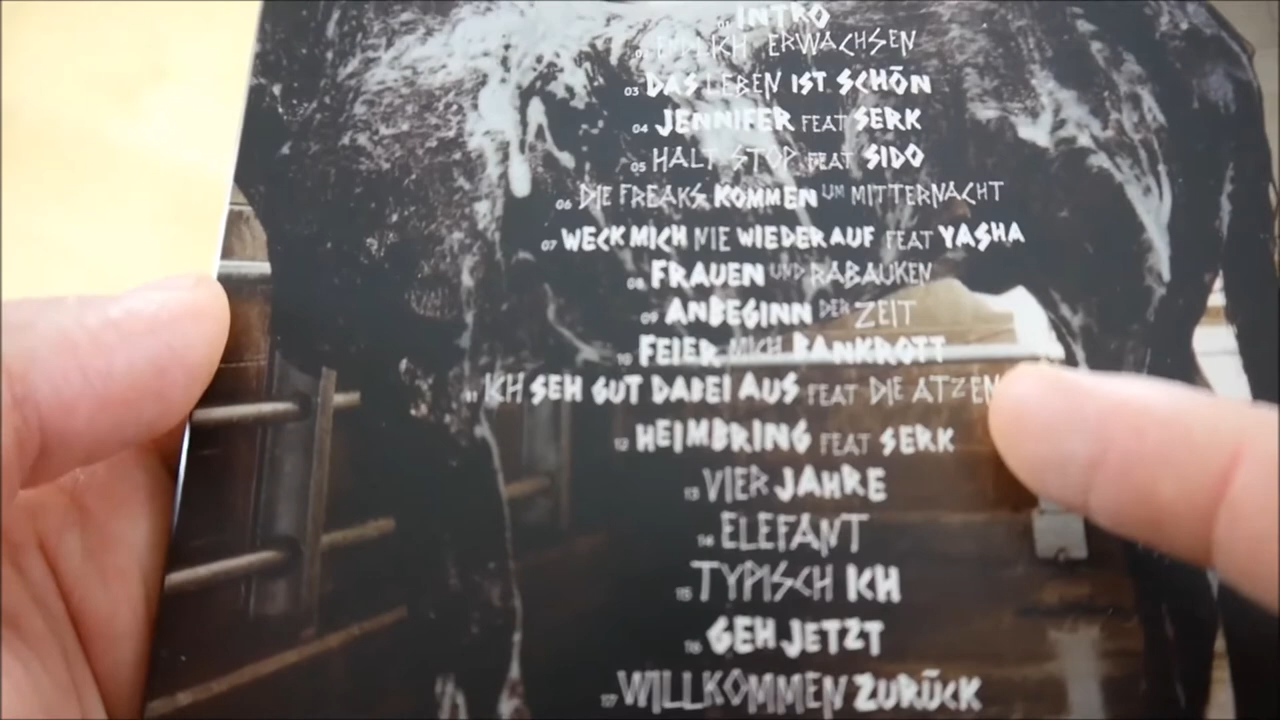 01 INTRO
02 ENDLICH ERWACHSEN
03 DAS LEBEN IST SCHÖN
04 JENNIFER FEAT SERK
05 HALT STOP FEAT SIDO
06 DIE FREAKS KOMMEN UM MITTERNACHT
07 WECK MICH NIE WIEDER AUF FEAT YASHA
08 FRAUEN UND RABAUKEN
09 ANBEGINN DER ZEIT
10 FEIER MICH BANKROTT
11 ICH SEH GUT DABEI AUS FEAT DIE ATZEN
12 HEIMBRING FEAT SERK
13 VIER JAHRE
14 ELEFANT
15 TYPISCH ICH
16 GEH JETZT
17 WILLKOMMEN ZURÜCK